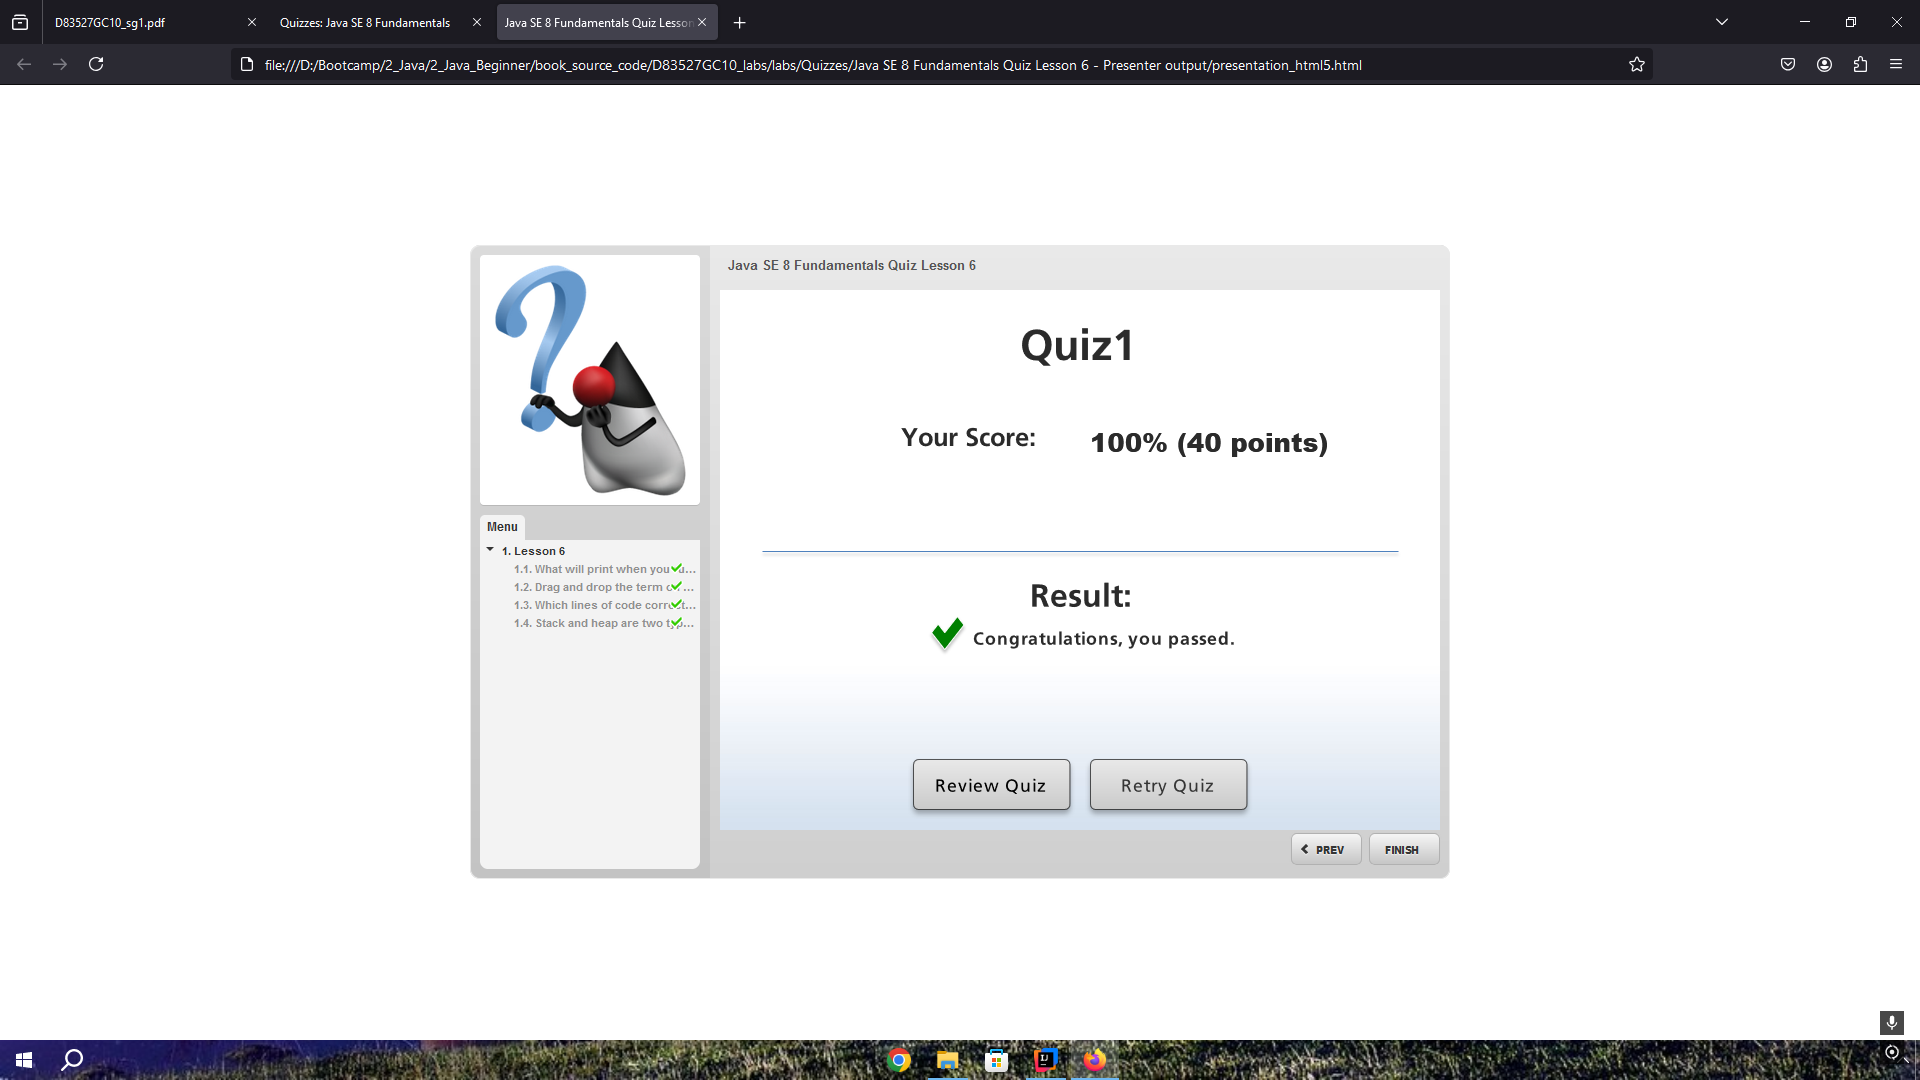 D83527GC10_sg1.pdf
Quizzes: Java SE 8 Fundamentals
Java SE 8 Fundamentals Quiz Lesson
file:///D:/Bootcamp/2_Java/2_Java_Beginner/book_source_code/D83527GC10_labs/labs/Quizzes/Java SE 8 Fundamentals Quiz Lesson 6 - Presenter output/presentation_html5.html
Java SE 8 Fundamentals Quiz Lesson 6
Quiz1
Your Score: 100% (40 points)
Result:
Congratulations, you passed.
Review Quiz
Retry Quiz
PREV
FINISH
Menu
1. Lesson 6
1.1. What will print when you ...
1.2. Drag and drop the term ...
1.3. Which lines of code corr...
1.4. Stack and heap are two ...